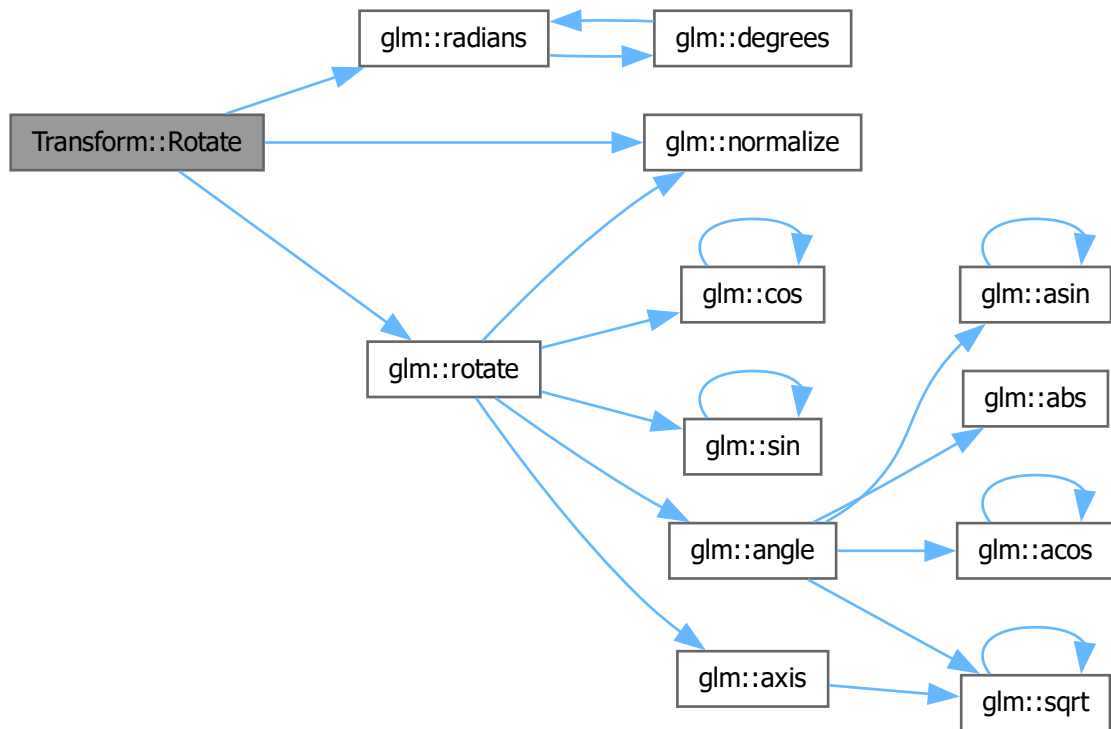 glm::radians
glm::degrees
Transform::Rotate
glm::normalize
glm::cos
glm::asin
glm::rotate
glm::abs
glm::sin
glm::angle
glm::acos
glm::axis
glm::sqrt